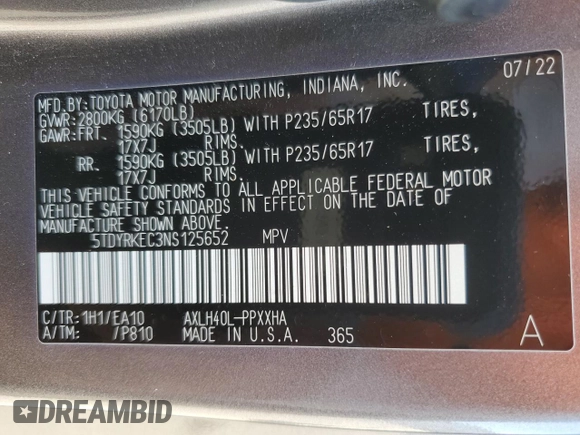 MFD.BY:TOYOTA MOTOR MANUFACTURING, INDIANA, INC. 07/22
GVWR:2800KG (6170LB)
GAWR:FRT. 1590KG (3505LB) WITH P235/65R17 TIRES,
17X7J RIMS.
RR. 1590KG (3505LB) WITH P235/65R17 TIRES,
17X7J RIMS.
THIS VEHICLE CONFORMS TO ALL APPLICABLE FEDERAL MOTOR
VEHICLE SAFETY STANDARDS IN EFFECT ON THE DATE OF
MANUFACTURE SHOWN ABOVE.
5TDYRKEC3NS125652 MPV
C/TR:1H1/EA10 AXLH40L-PPXXHA
A/TM: /P810 MADE IN U.S.A. 365 A
DREAMBID